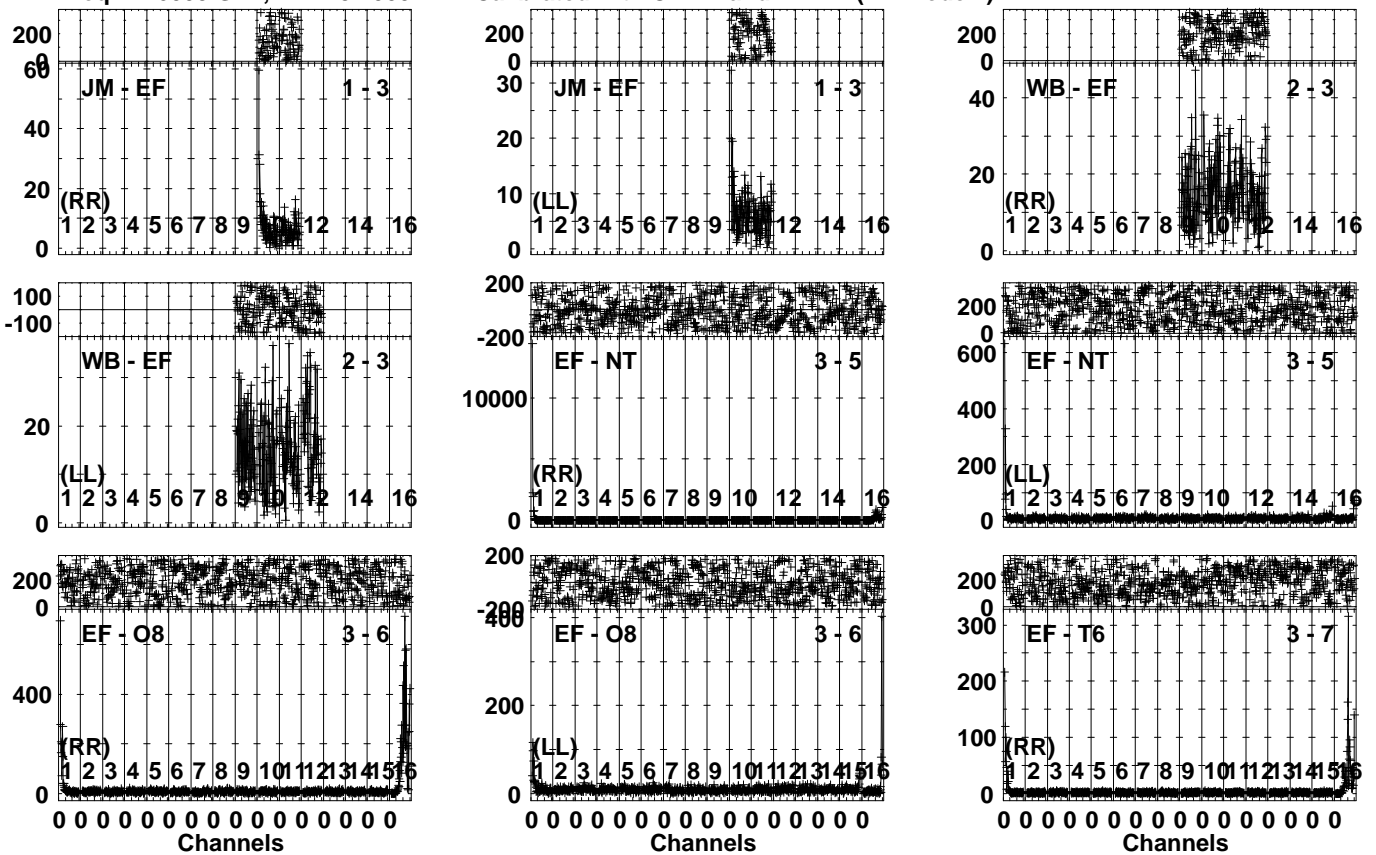 200 200 200
0 0 0
60 JM - EF 1 - 3 30 JM - EF 1 - 3 WB - EF 2 - 3
40 20 40
20 10 20
(RR) (LL) (RR)
1 2 3 4 5 6 7 8 9 10 12 14 16 1 2 3 4 5 6 7 8 9 10 12 14 16 1 2 3 4 5 6 7 8 9 10 12 14 16
0 0 0
100 200 200
-100 -200 0
WB - EF 2 - 3 EF - NT 3 - 5 600 EF - NT 3 - 5
20 10000 400
200
(LL) (RR) (LL)
1 2 3 4 5 6 7 8 9 10 12 14 16 1 2 3 4 5 6 7 8 9 10 12 14 16 1 2 3 4 5 6 7 8 9 10 12 14 16
0 0 0
200 200 200
0 -200 0
EF - O8 3 - 6 400 EF - O8 3 - 6 300 EF - T6 3 - 7
400 200 200
100
(RR) (LL) (RR)
1 2 3 4 5 6 7 8 9 10 11 12 13 14 15 16 1 2 3 4 5 6 7 8 9 10 11 12 13 14 15 16 1 2 3 4 5 6 7 8 9 10 11 12 13 14 15 16
0 0 0
0 0 0 0 0 0 0 0 0 0 0 0 0 0 0 0 0 0 0 0 0 0 0 0 0 0 0 0 0 0 0 0 0 0 0 0 0 0 0 0 0 0 0 0 0 0 0 0
Channels Channels Channels